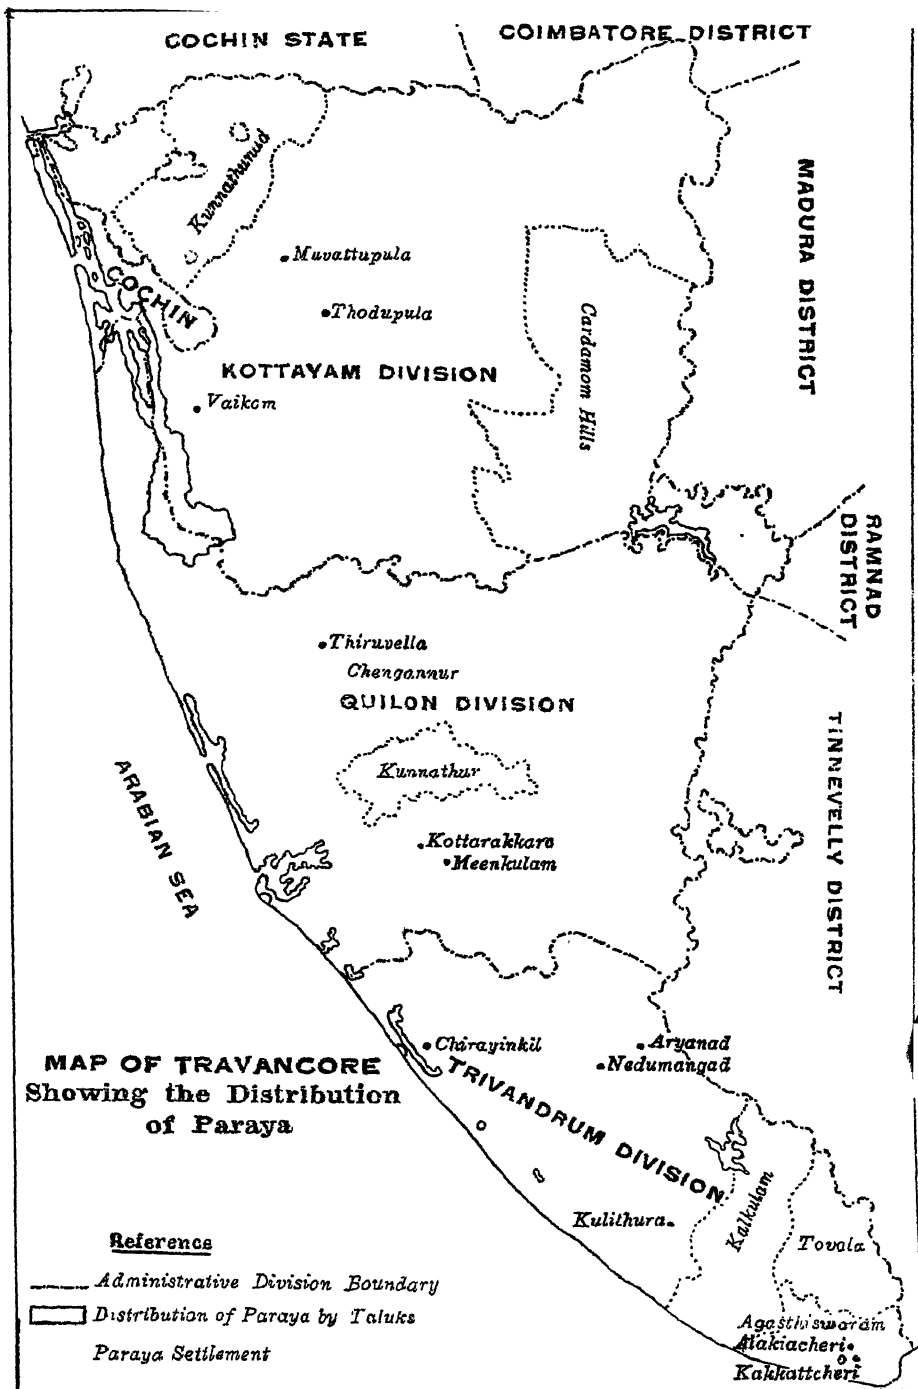 COCHIN STATE
COIMBATORE DISTRICT
MADURA DISTRICT
Kunnathunud
Muvattupula
COCHIN
Thodupula
Cardamom Hills
KOTTAYAM DIVISION
Vaikom
RAMNAD
DISTRICT
Thiruvella
Chengannur
QUILON DIVISION
Kunnathur
TINNEVELLY DISTRICT
ARABIAN SEA
Kottarakkara
Meenkulam
Chirayinkil
Aryanad
Nedumangad
TRIVANDRUM DIVISION
MAP OF TRAVANCORE
Showing the Distribution
of Paraya
Kulithura
Kalkulam
Tovala
Reference
Administrative Division Boundary
Distribution of Paraya by Taluks
Paraya Settlement
Agasthiswaram
Alakiacheri
Kakkattcheri